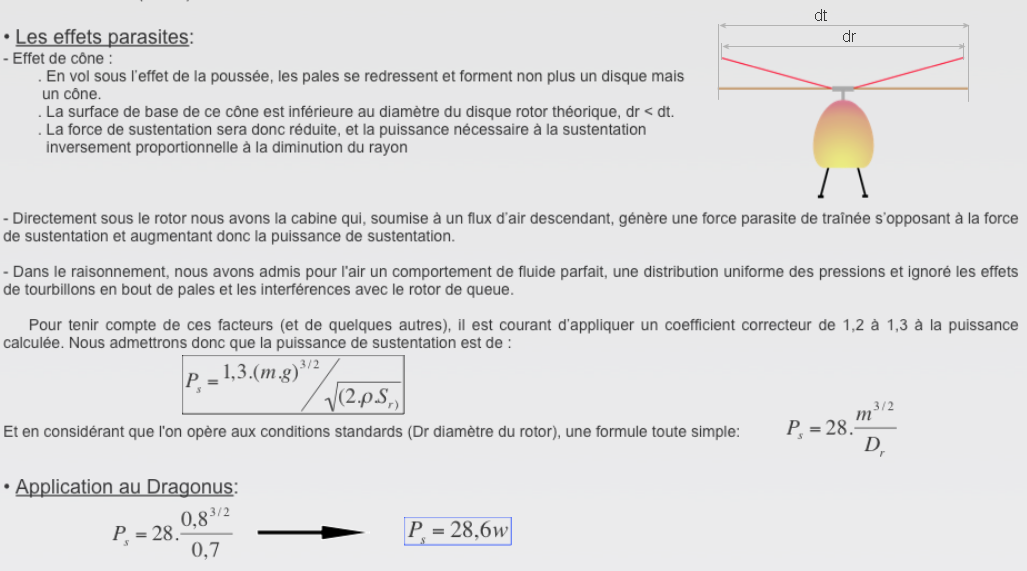 dt
dr
• Les effets parasites:
- Effet de cône :
. En vol sous l'effet de la poussée, les pales se redressent et forment non plus un disque mais
un cône.
. La surface de base de ce cône est inférieure au diamètre du disque rotor théorique, dr < dt.
. La force de sustentation sera donc réduite, et la puissance nécessaire à la sustentation
inversement proportionnelle à la diminution du rayon
- Directement sous le rotor nous avons la cabine qui, soumise à un flux d'air descendant, génère une force parasite de traînée s'opposant à la force
de sustentation et augmentant donc la puissance de sustentation.
- Dans le raisonnement, nous avons admis pour l'air un comportement de fluide parfait, une distribution uniforme des pressions et ignoré les effets
de tourbillons en bout de pales et les interférences avec le rotor de queue.
Pour tenir compte de ces facteurs (et de quelques autres), il est courant d'appliquer un coefficient correcteur de 1,2 à 1,3 à la puissance
calculée. Nous admettrons donc que la puissance de sustentation est de :
P_s = 1,3.(m.g)^{3/2} / √(2.ρ.S_r)
Et en considérant que l'on opère aux conditions standards (Dr diamètre du rotor), une formule toute simple: P_s = 28. m^{3/2} / D_r
• Application au Dragonus:
P_s = 28. 0,8^{3/2} / 0,7
P_s = 28,6w